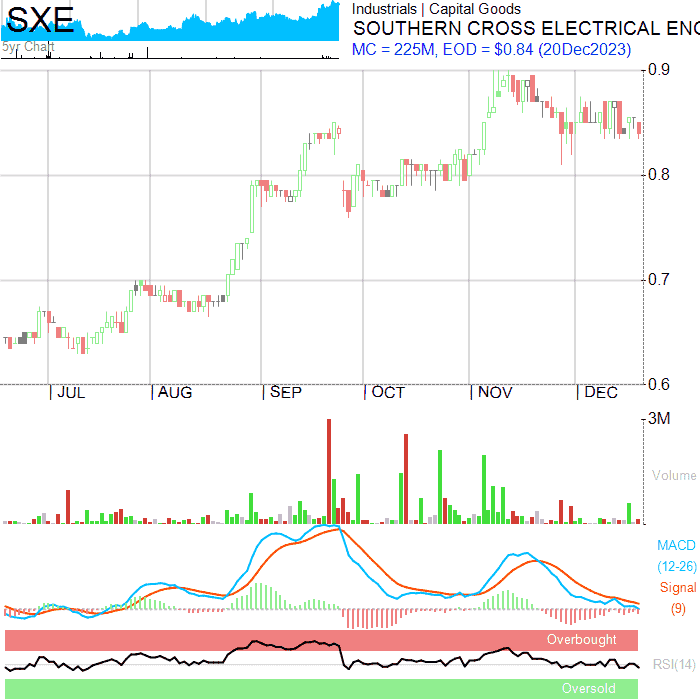 SXE
5yr Chart
Industrials | Capital Goods
SOUTHERN CROSS ELECTRICAL ENG
MC = 225M, EOD = $0.84 (20Dec2023)
0.9
0.8
0.7
0.6
JUL AUG SEP OCT NOV DEC
3M
Volume
MACD
(12-26)
Signal
(9)
Overbought
RSI(14)
Oversold